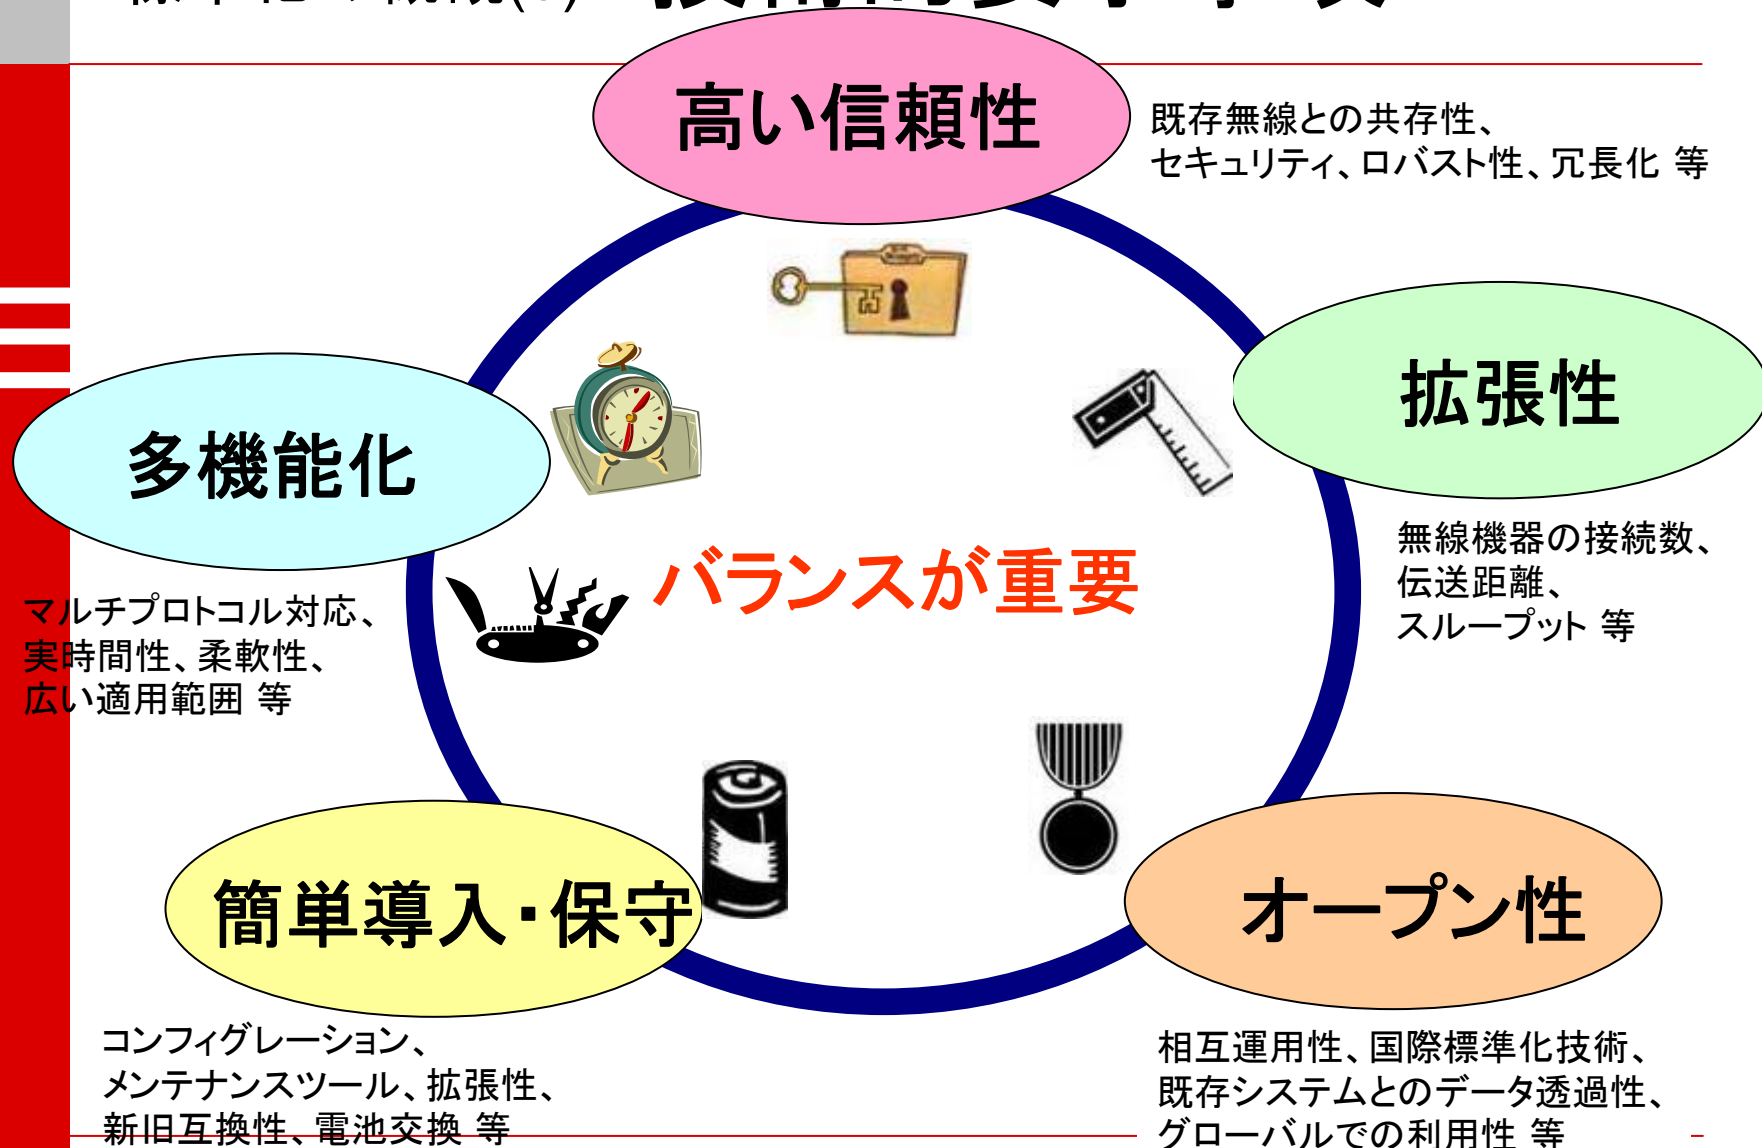 高い信頼性
既存無線との共存性、
セキュリティ、ロバスト性、冗長化 等
拡張性
無線機器の接続数、
伝送距離、
スループット 等
多機能化
マルチプロトコル対応、
実時間性、柔軟性、
広い適用範囲 等
バランスが重要
簡単導入・保守
コンフィグレーション、
メンテナンスツール、拡張性、
新旧互換性、電池交換 等
オープン性
相互運用性、国際標準化技術、
既存システムとのデータ透過性、
グローバルでの利用性 等